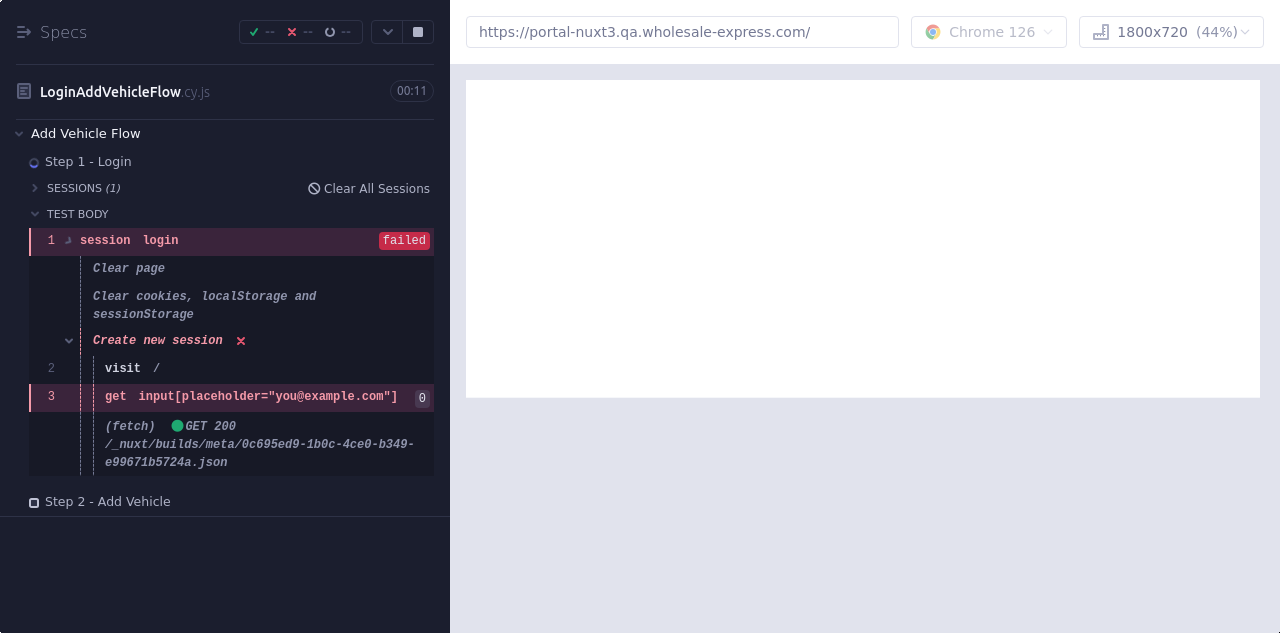 Specs
-- -- --
LoginAddVehicleFlow.cy.js
00:11
Add Vehicle Flow
Step 1 - Login
SESSIONS (1)
Clear All Sessions
TEST BODY
1 session login failed
Clear page
Clear cookies, localStorage and
sessionStorage
Create new session
2 visit /
3 get input[placeholder="you@example.com"] 0
(fetch) GET 200
/_nuxt/builds/meta/0c695ed9-1b0c-4ce0-b349-
e99671b5724a.json
Step 2 - Add Vehicle
https://portal-nuxt3.qa.wholesale-express.com/
Chrome 126
1800x720 (44%)